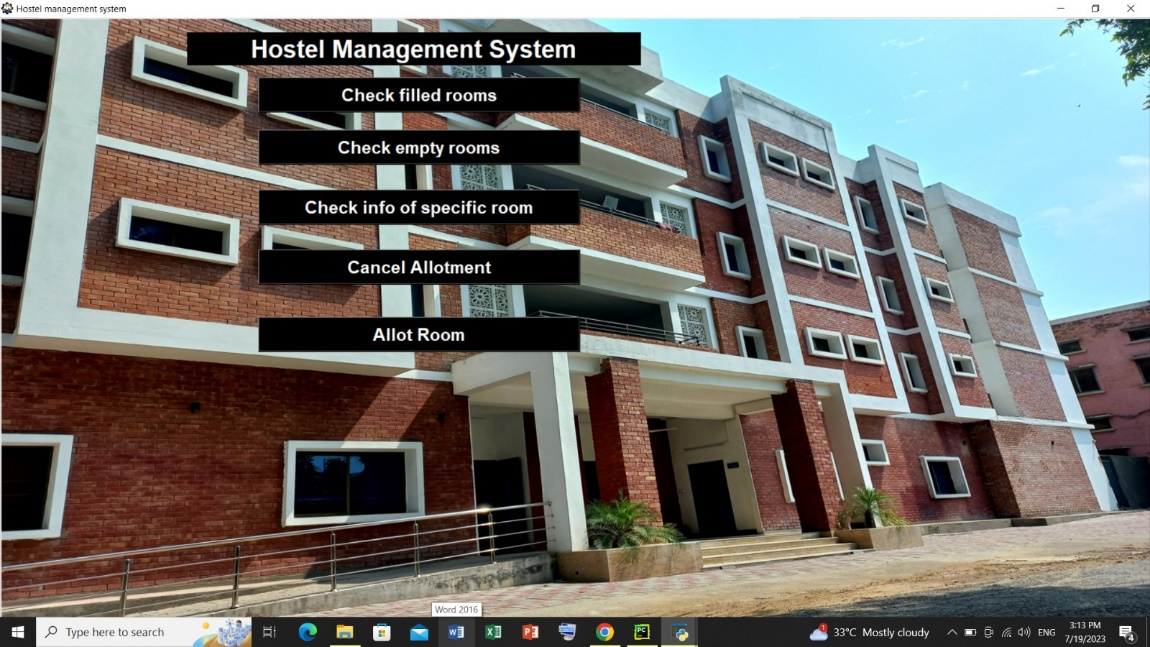 Hostel management system
Hostel Management System
Check filled rooms
Check empty rooms
Check info of specific room
Cancel Allotment
Allot Room
Word 2016
Type here to search
33°C Mostly cloudy
ENG
3:13 PM
7/19/2023
4